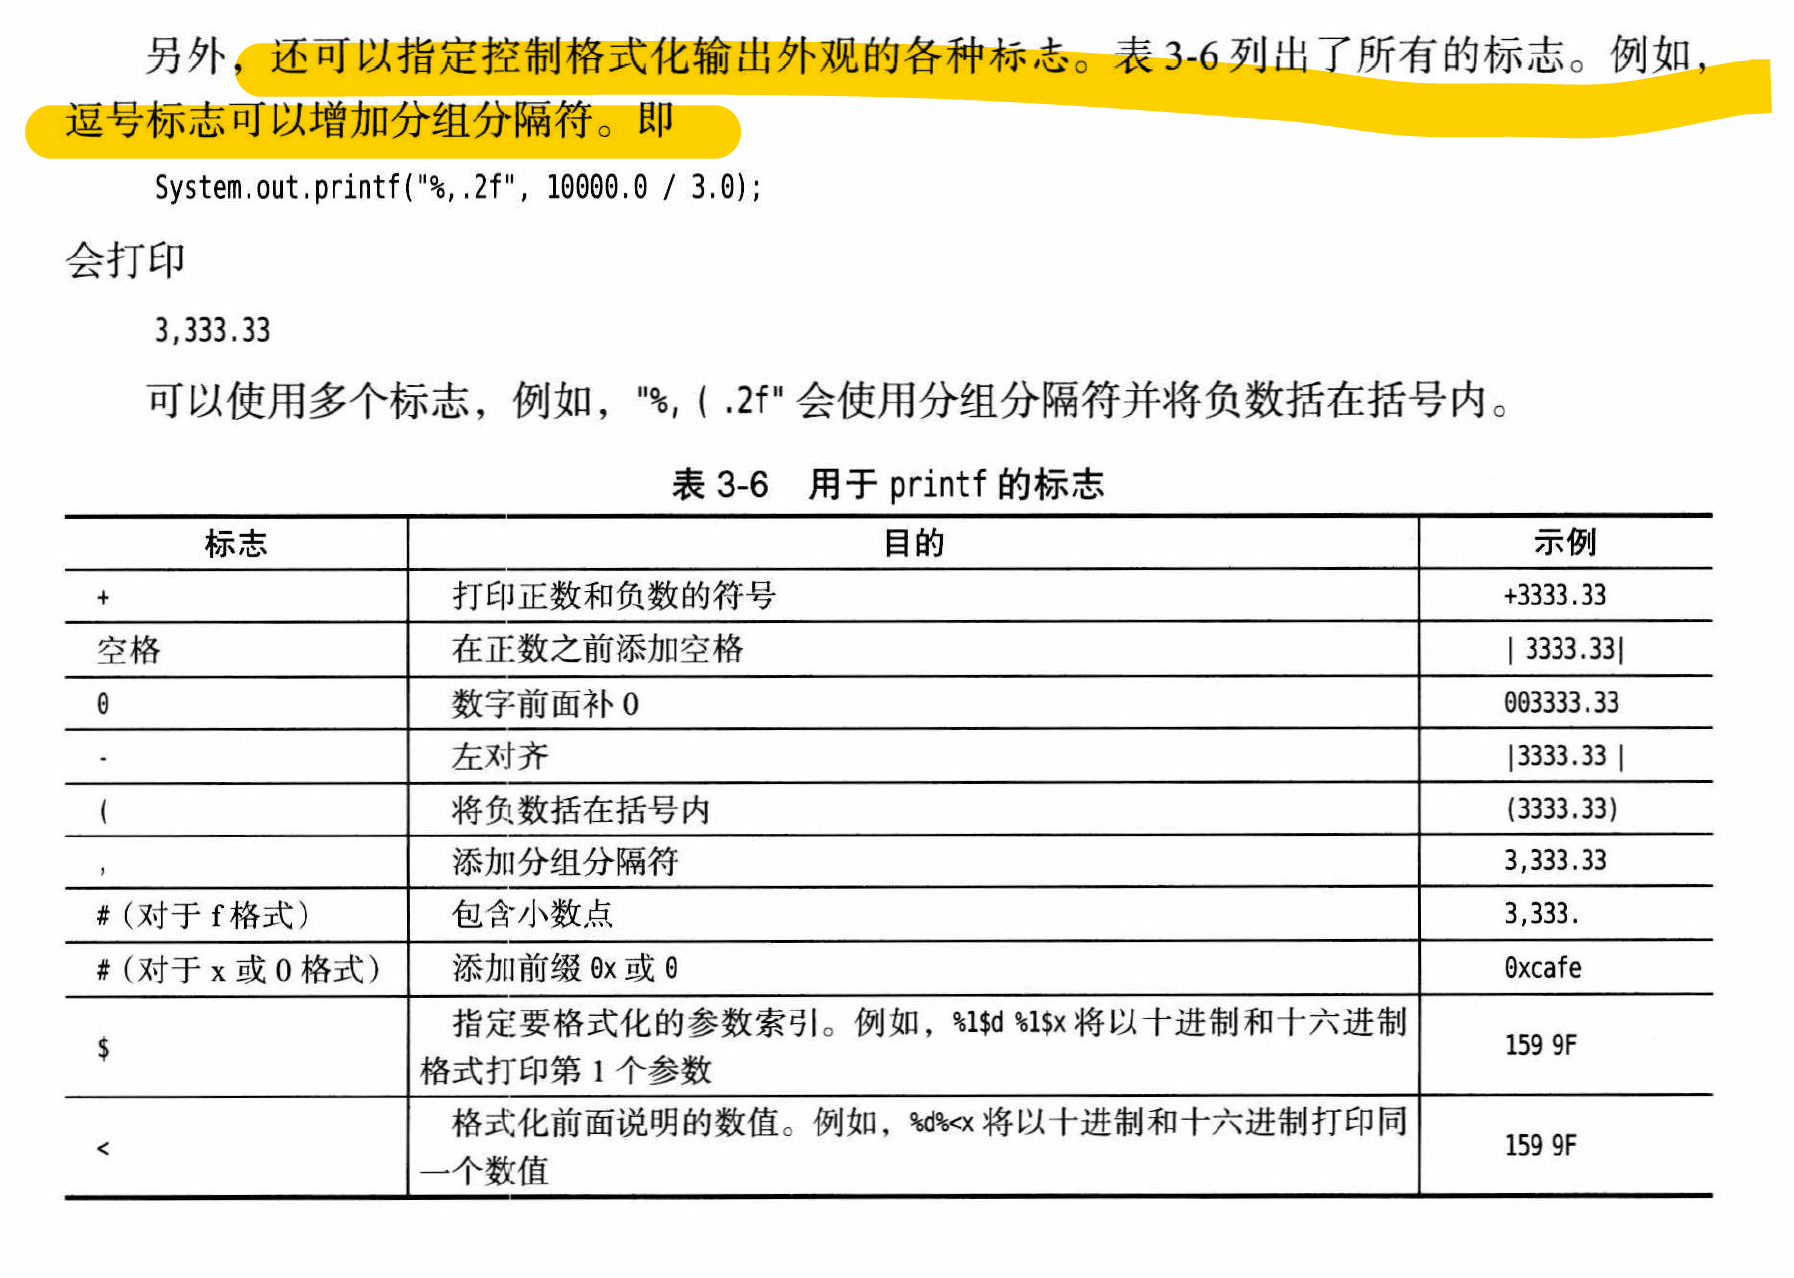 另外，还可以指定控制格式化输出外观的各种标志。表 3-6 列出了所有的标志。例如，
逗号标志可以增加分组分隔符。即
System.out.printf("%,.2f", 10000.0 / 3.0);
会打印
3,333.33
可以使用多个标志，例如，"%, ( .2f" 会使用分组分隔符并将负数括在括号内。
表 3-6 用于 printf 的标志
标志 目的 示例
+ 打印正数和负数的符号 +3333.33
空格 在正数之前添加空格 | 3333.33|
0 数字前面补 0 003333.33
- 左对齐 |3333.33 |
( 将负数括在括号内 (3333.33)
, 添加分组分隔符 3,333.33
#（对于 f 格式） 包含小数点 3,333.
#（对于 x 或 0 格式） 添加前缀 0x 或 0 0xcafe
$ 指定要格式化的参数索引。例如，%1$d %1$x 将以十进制和十六进制
格式打印第 1 个参数 159 9F
< 格式化前面说明的数值。例如，%d%<x 将以十进制和十六进制打印同
一个数值 159 9F